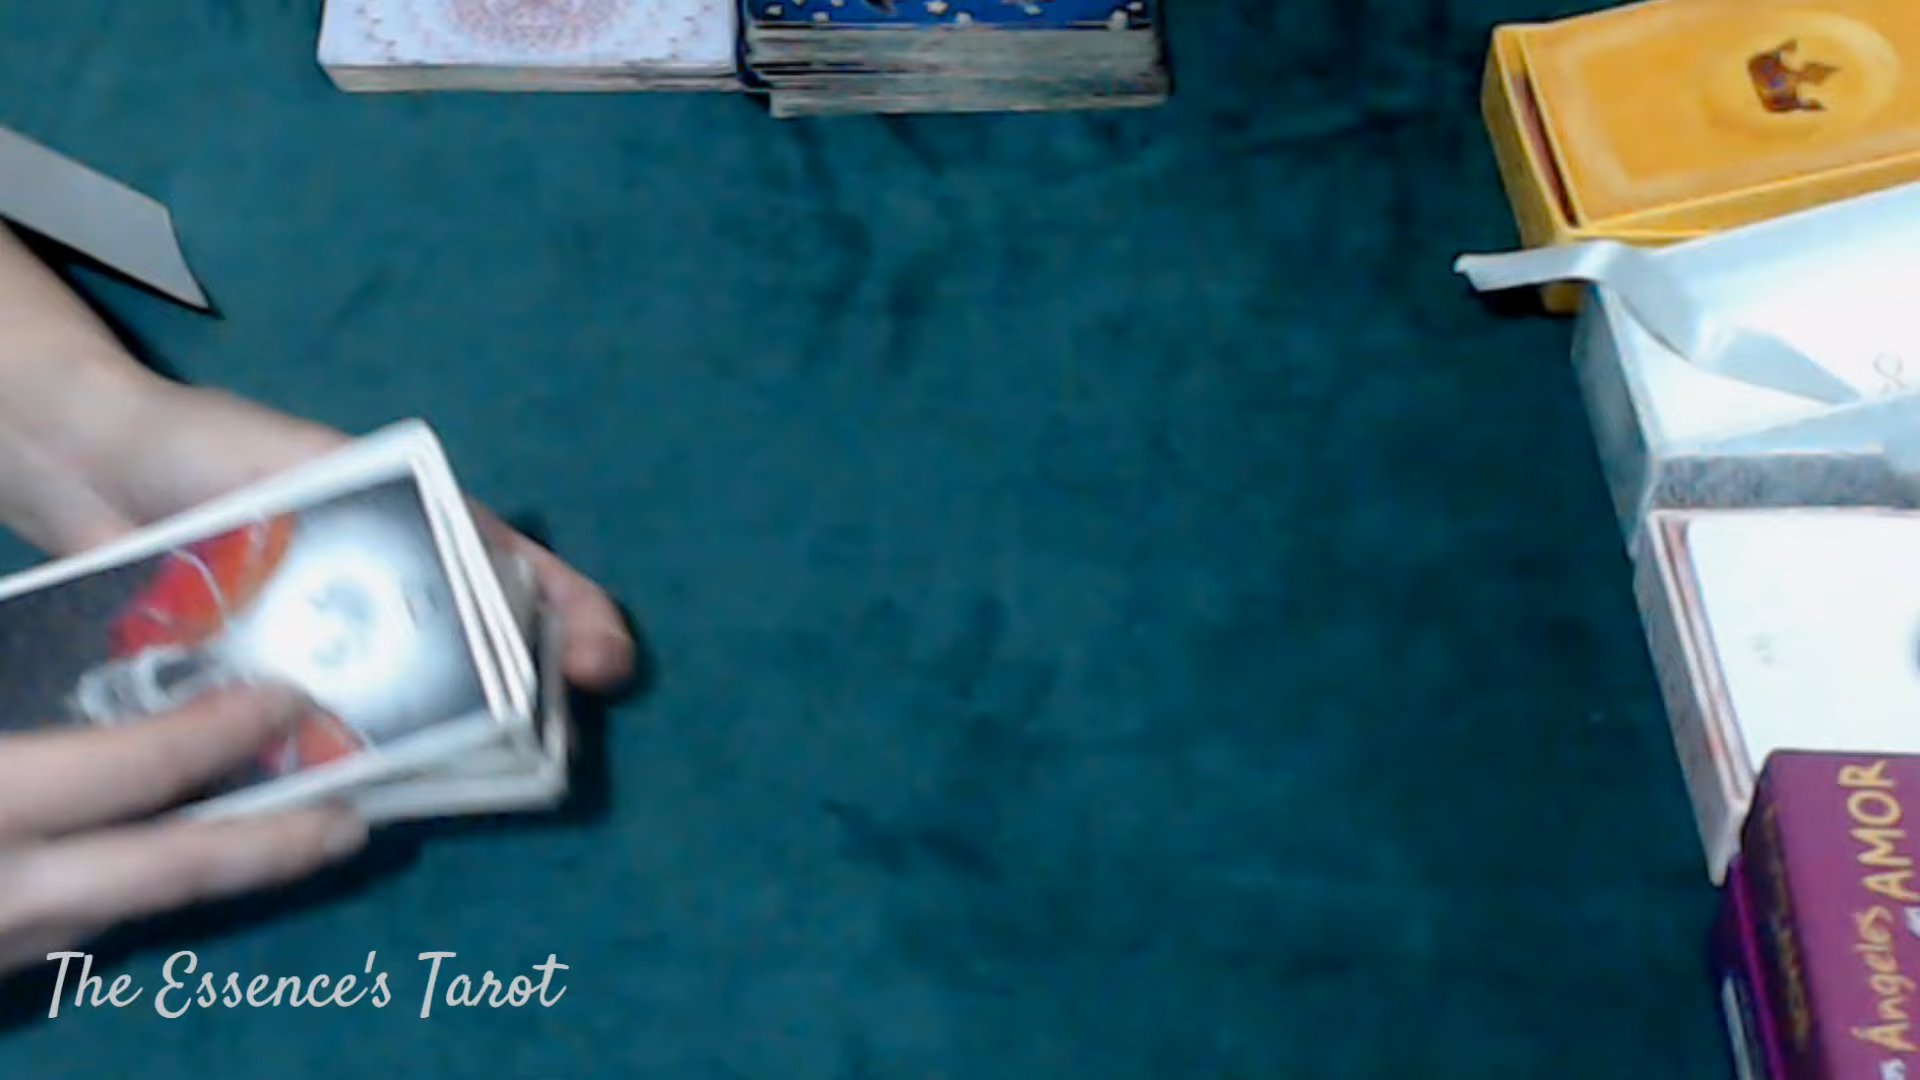 The Essence's Tarot
Ángeles
AMOR